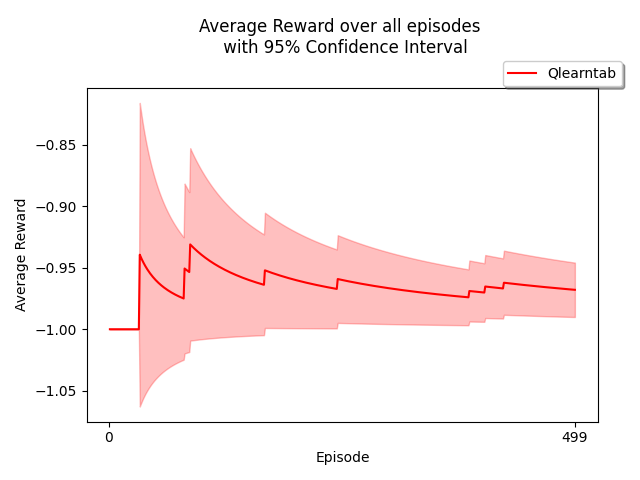 Average Reward over all episodes
with 95% Confidence Interval
Qlearntab
−0.85
−0.90
−0.95
−1.00
−1.05
Average Reward
0
499
Episode